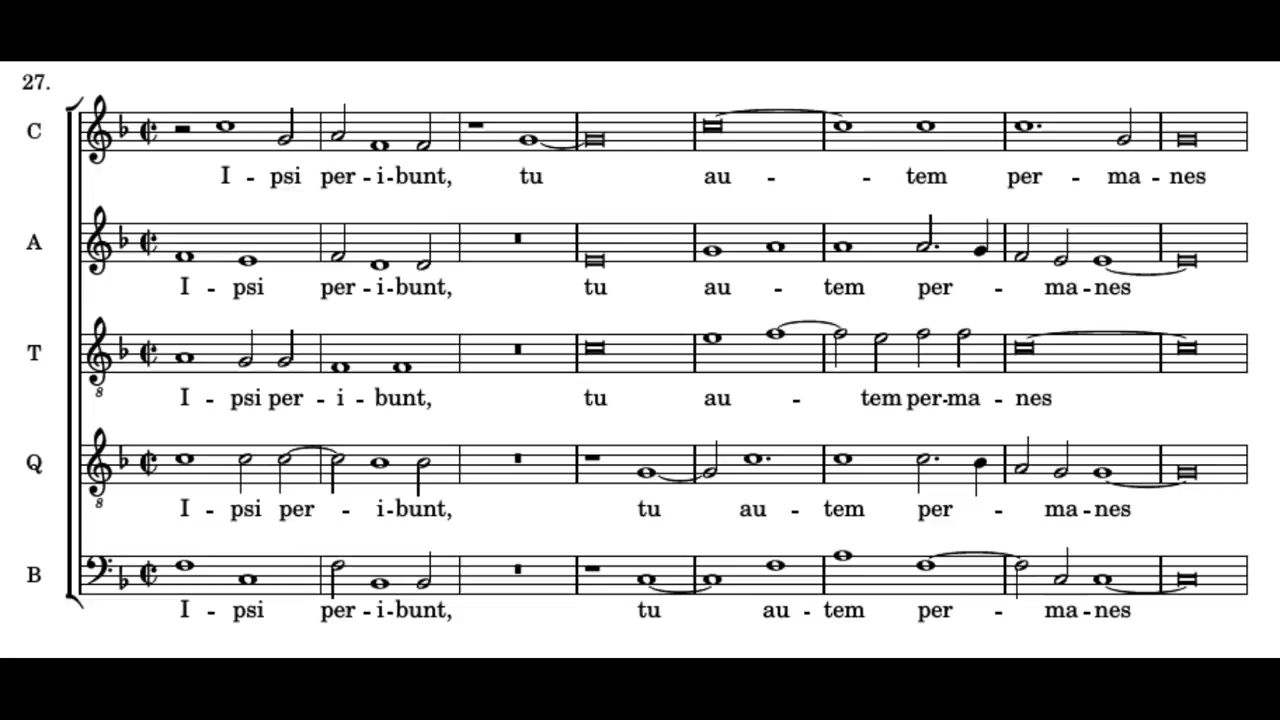 27.
C
I - psi per - i - bunt, tu au - - tem per - ma - nes
A
I - psi per - i - bunt, tu au - tem per - ma - nes
T
8
I - psi per - i - bunt, tu au - tem per - ma - nes
Q
8
I - psi per - i - bunt, tu au - tem per - ma - nes
B
I - psi per - i - bunt, tu au - tem per - ma - nes